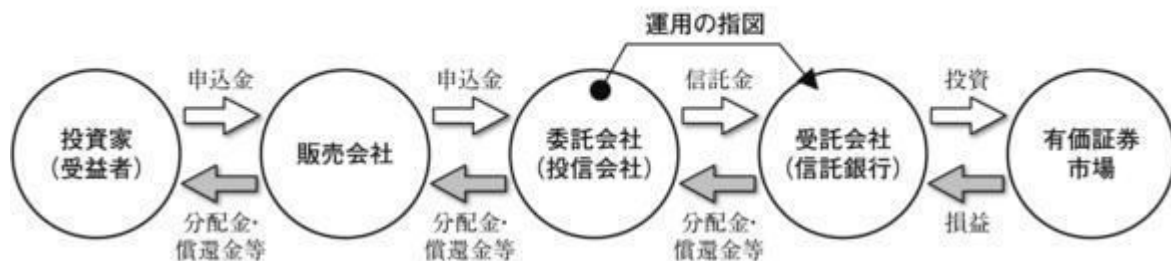 運用の指図
申込金
申込金
信託金
投資
投資家
(受益者)
販売会社
委託会社
(投信会社)
受託会社
(信託銀行)
有価証券
市場
分配金・
償還金等
分配金・
償還金等
分配金・
償還金等
損益